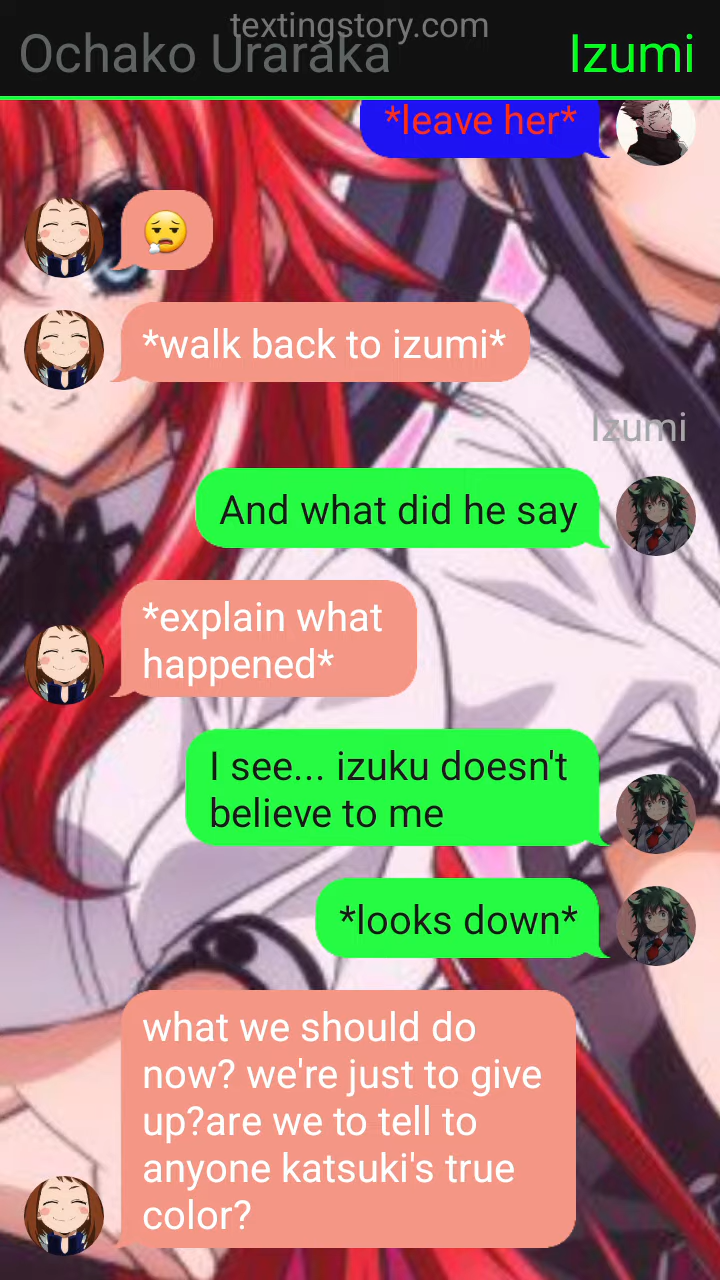 textingstory.com
Ochako Uraraka
Izumi
*leave her*
*walk back to izumi*
Izumi
And what did he say
*explain what
happened*
I see... izuku doesn't
believe to me
*looks down*
what we should do
now? we're just to give
up?are we to tell to
anyone katsuki's true
color?